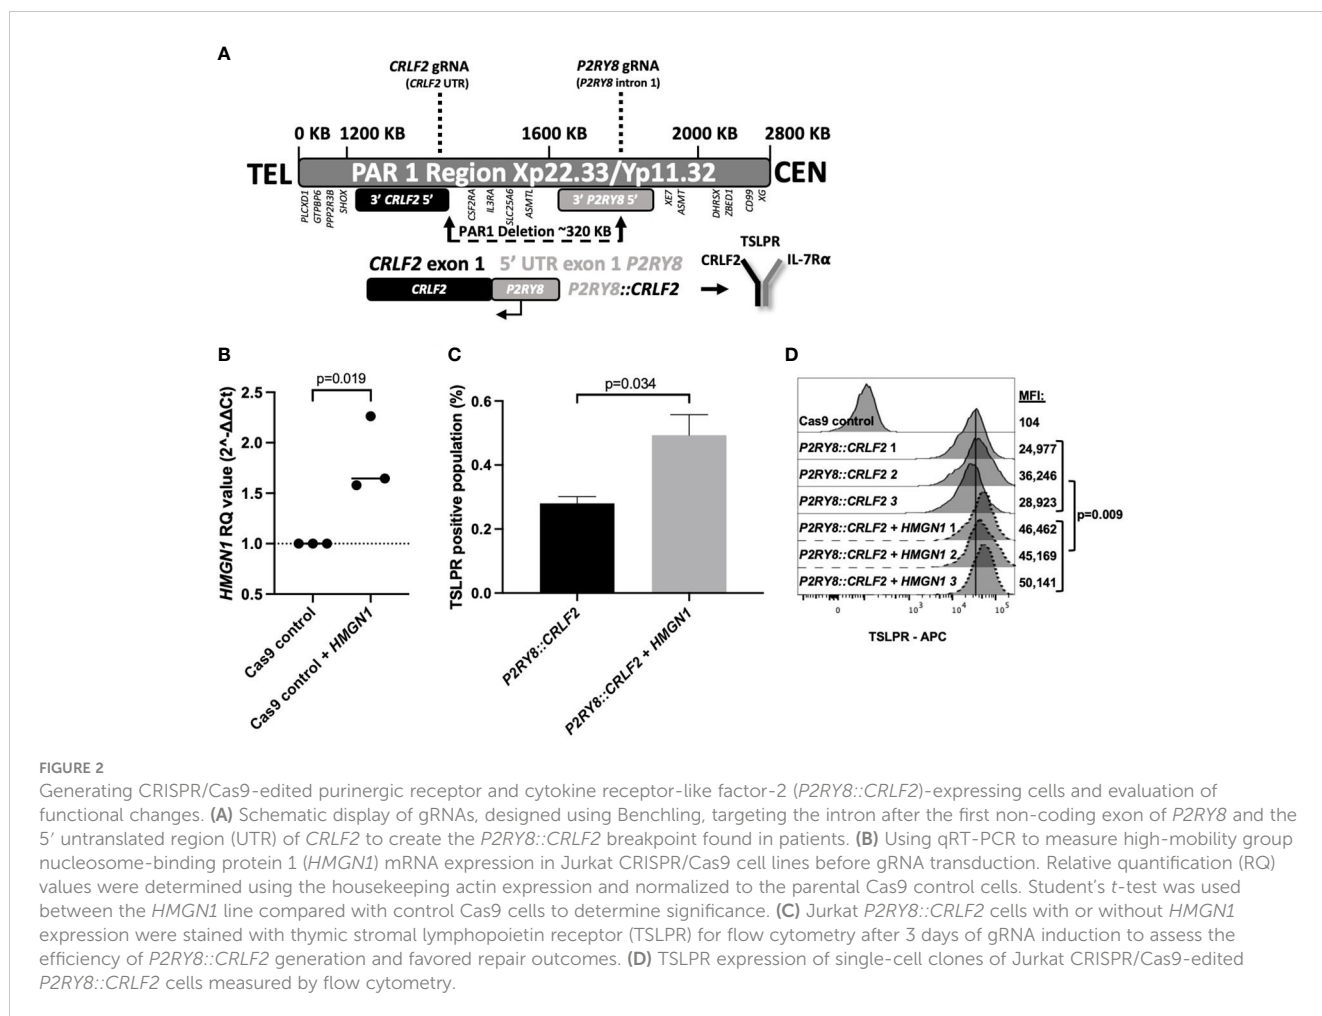 A
CRLF2 gRNA
(CRLF2 UTR)
P2RY8 gRNA
(P2RY8 intron 1)
0 KB 1200 KB 1600 KB 2000 KB 2800 KB
TEL PAR 1 Region Xp22.33/Yp11.32 CEN
PLCXD1
GTPBP6
PPP2R3B
SHOX
3' CRLF2 5'
CSF2RA
IL3RA
SLC25A6
ASMTL
3' P2RY8 5'
XE7
ASMT
DHRSX
ZBED1
CD99
XG
PAR1 Deletion ~320 KB
CRLF2 exon 1 5' UTR exon 1 P2RY8
CRLF2 P2RY8 P2RY8::CRLF2
TSLPR
CRLF2 IL-7Rα
B
p=0.019
HMGN1 RQ value (2^-ΔΔCt)
2.5
2.0
1.5
1.0
0.5
Cas9 control
Cas9 control + HMGN1
C
p=0.034
TSLPR positive population (%)
0.6
0.4
0.2
0.0
P2RY8::CRLF2
P2RY8::CRLF2 + HMGN1
D
MFI:
Cas9 control 104
P2RY8::CRLF2 1 24,977
P2RY8::CRLF2 2 36,246
P2RY8::CRLF2 3 28,923
p=0.009
P2RY8::CRLF2 + HMGN1 1 46,462
P2RY8::CRLF2 + HMGN1 2 45,169
P2RY8::CRLF2 + HMGN1 3 50,141
0 10³ 10⁴ 10⁵
TSLPR - APC
FIGURE 2
Generating CRISPR/Cas9-edited purinergic receptor and cytokine receptor-like factor-2 (P2RY8::CRLF2)-expressing cells and evaluation of
functional changes. (A) Schematic display of gRNAs, designed using Benchling, targeting the intron after the first non-coding exon of P2RY8 and the
5′ untranslated region (UTR) of CRLF2 to create the P2RY8::CRLF2 breakpoint found in patients. (B) Using qRT-PCR to measure high-mobility group
nucleosome-binding protein 1 (HMGN1) mRNA expression in Jurkat CRISPR/Cas9 cell lines before gRNA transduction. Relative quantification (RQ)
values were determined using the housekeeping actin expression and normalized to the parental Cas9 control cells. Student's t-test was used
between the HMGN1 line compared with control Cas9 cells to determine significance. (C) Jurkat P2RY8::CRLF2 cells with or without HMGN1
expression were stained with thymic stromal lymphopoietin receptor (TSLPR) for flow cytometry after 3 days of gRNA induction to assess the
efficiency of P2RY8::CRLF2 generation and favored repair outcomes. (D) TSLPR expression of single-cell clones of Jurkat CRISPR/Cas9-edited
P2RY8::CRLF2 cells measured by flow cytometry.